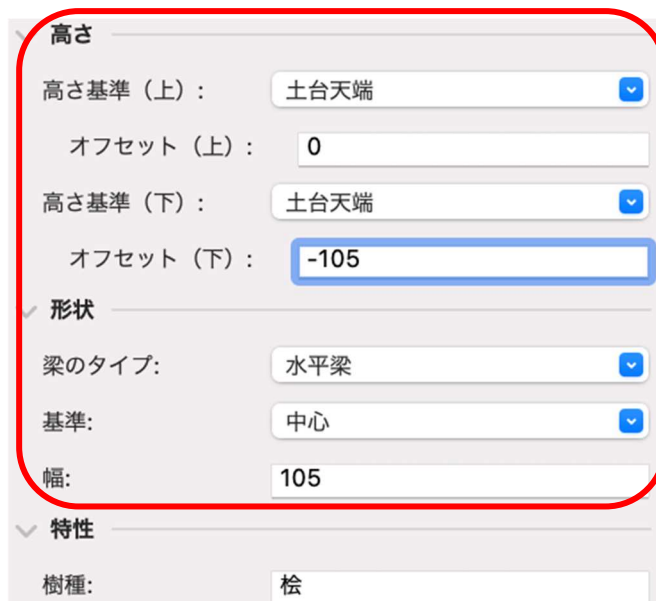 高さ
高さ基準（上）: 土台天端
オフセット（上）: 0
高さ基準（下）: 土台天端
オフセット（下）: -105
形状
梁のタイプ: 水平梁
基準: 中心
幅: 105
特性
樹種: 桧